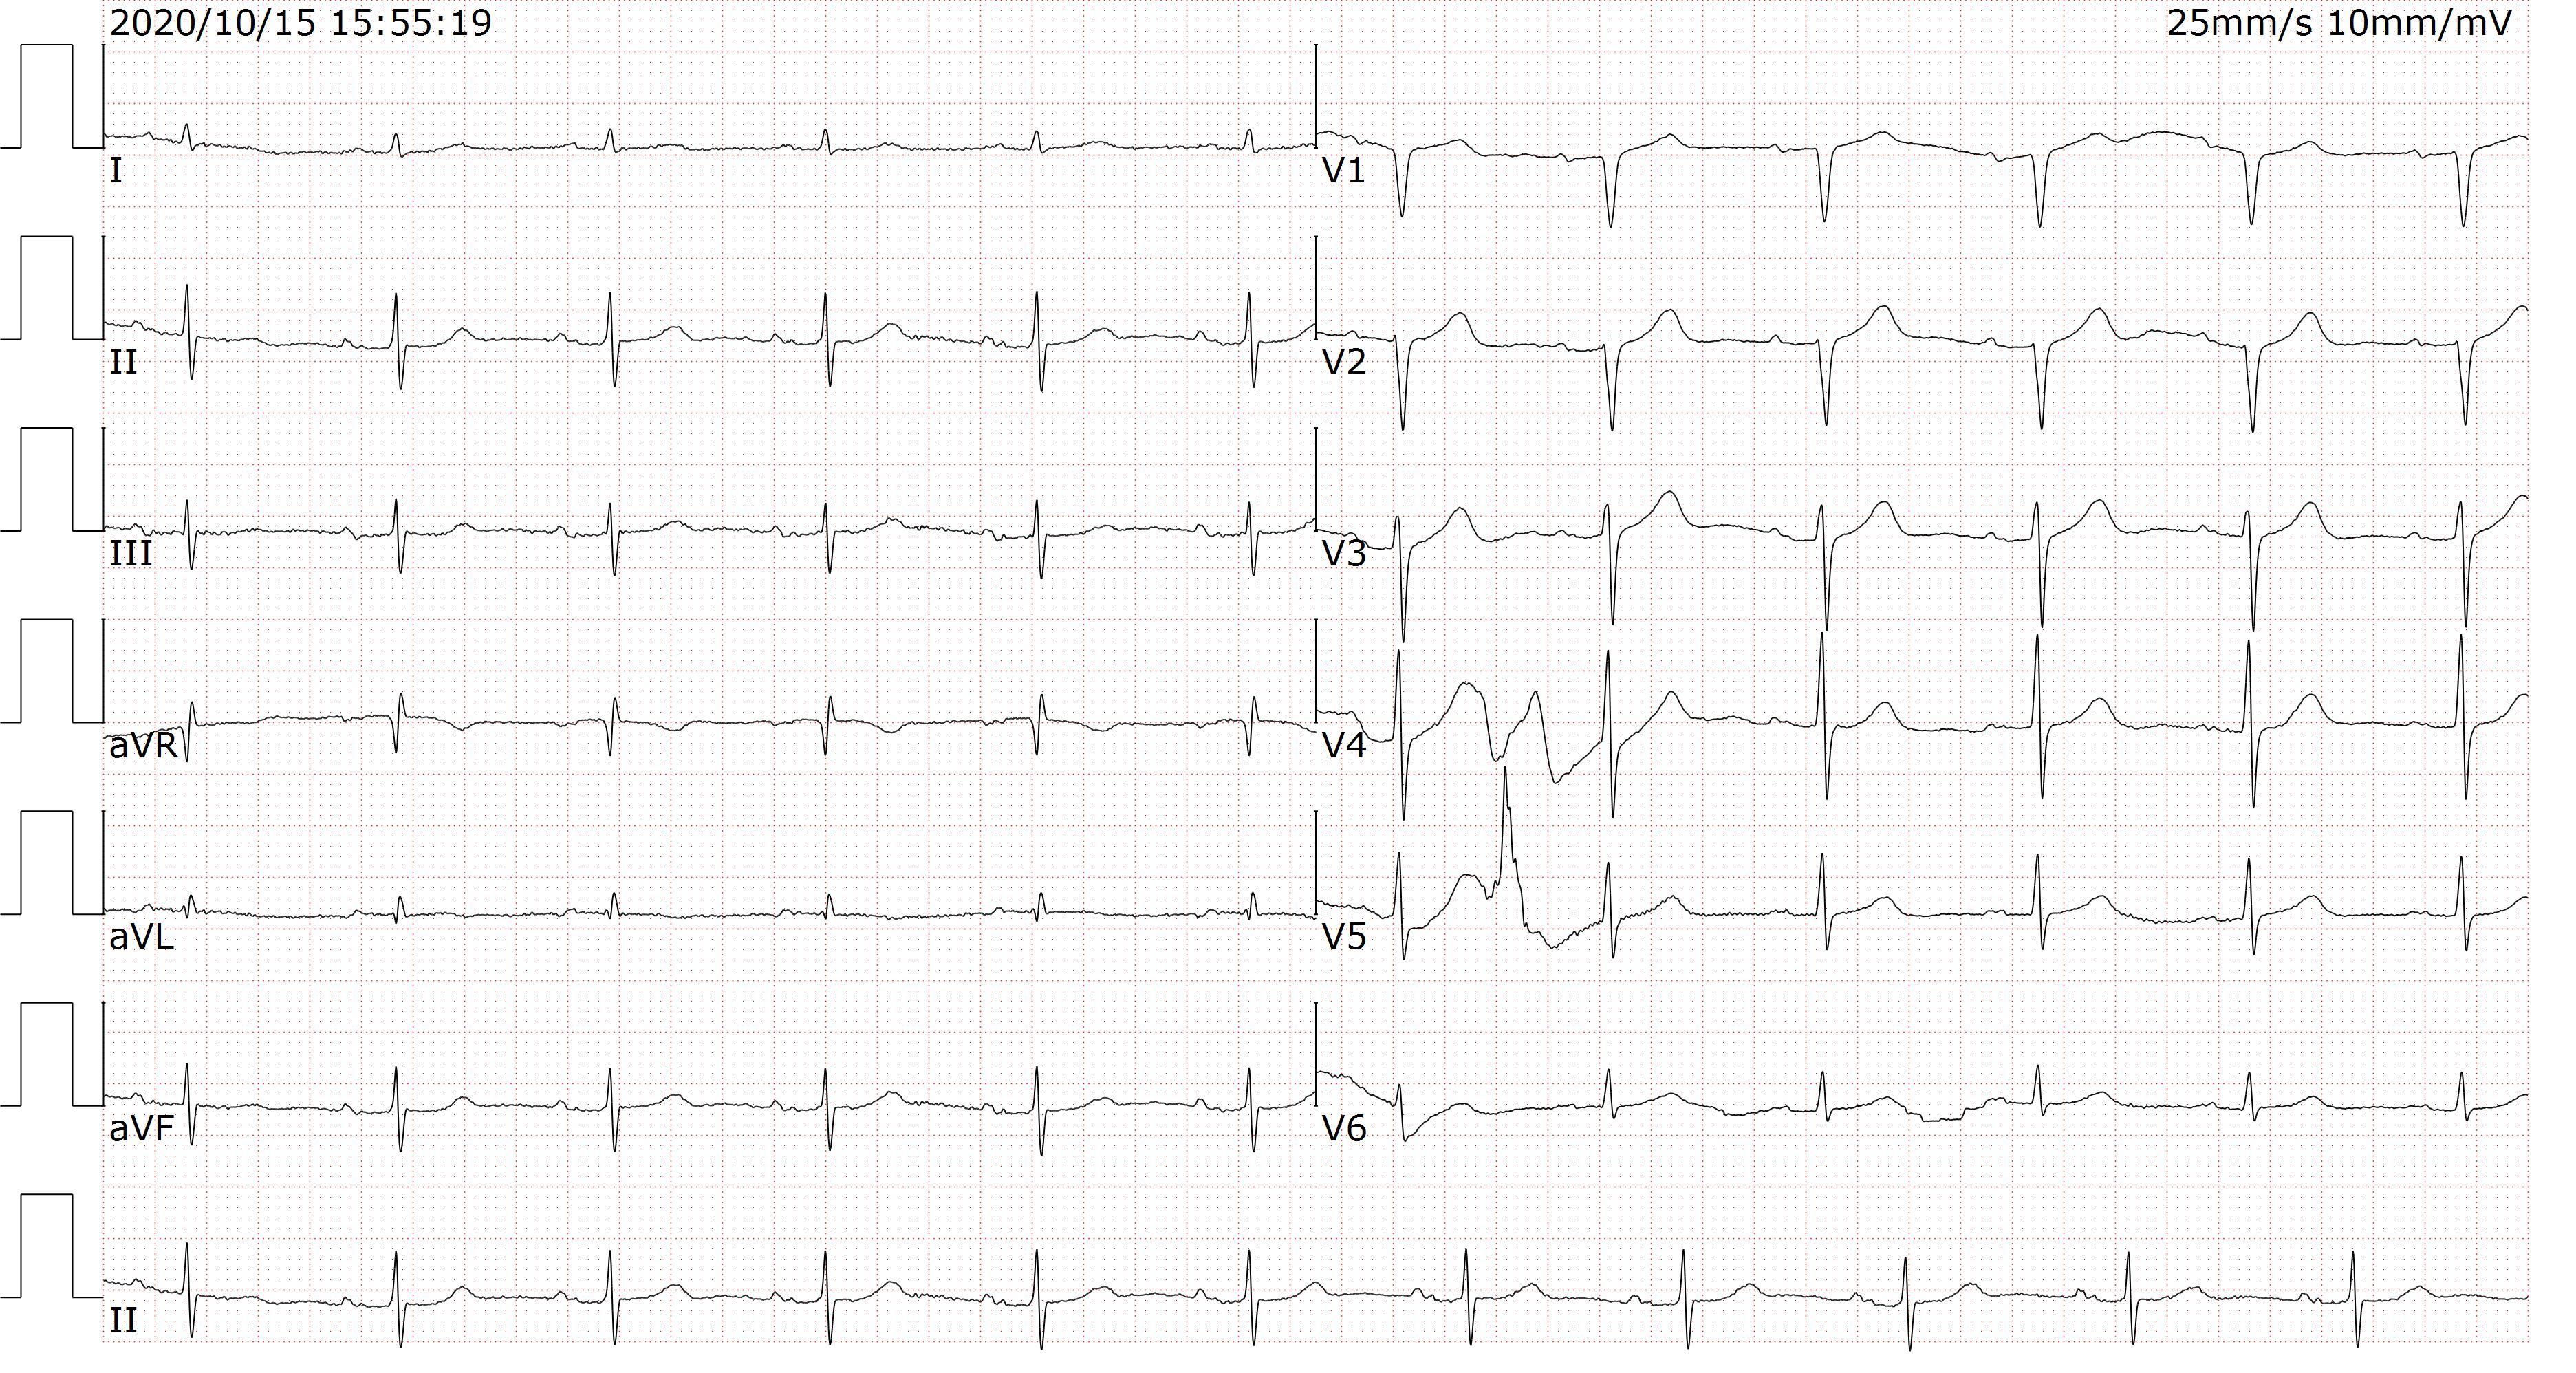 2020/10/15 15:55:19 25mm/s 10mm/mV
I V1
II V2
III V3
aVR V4
aVL V5
aVF V6
II